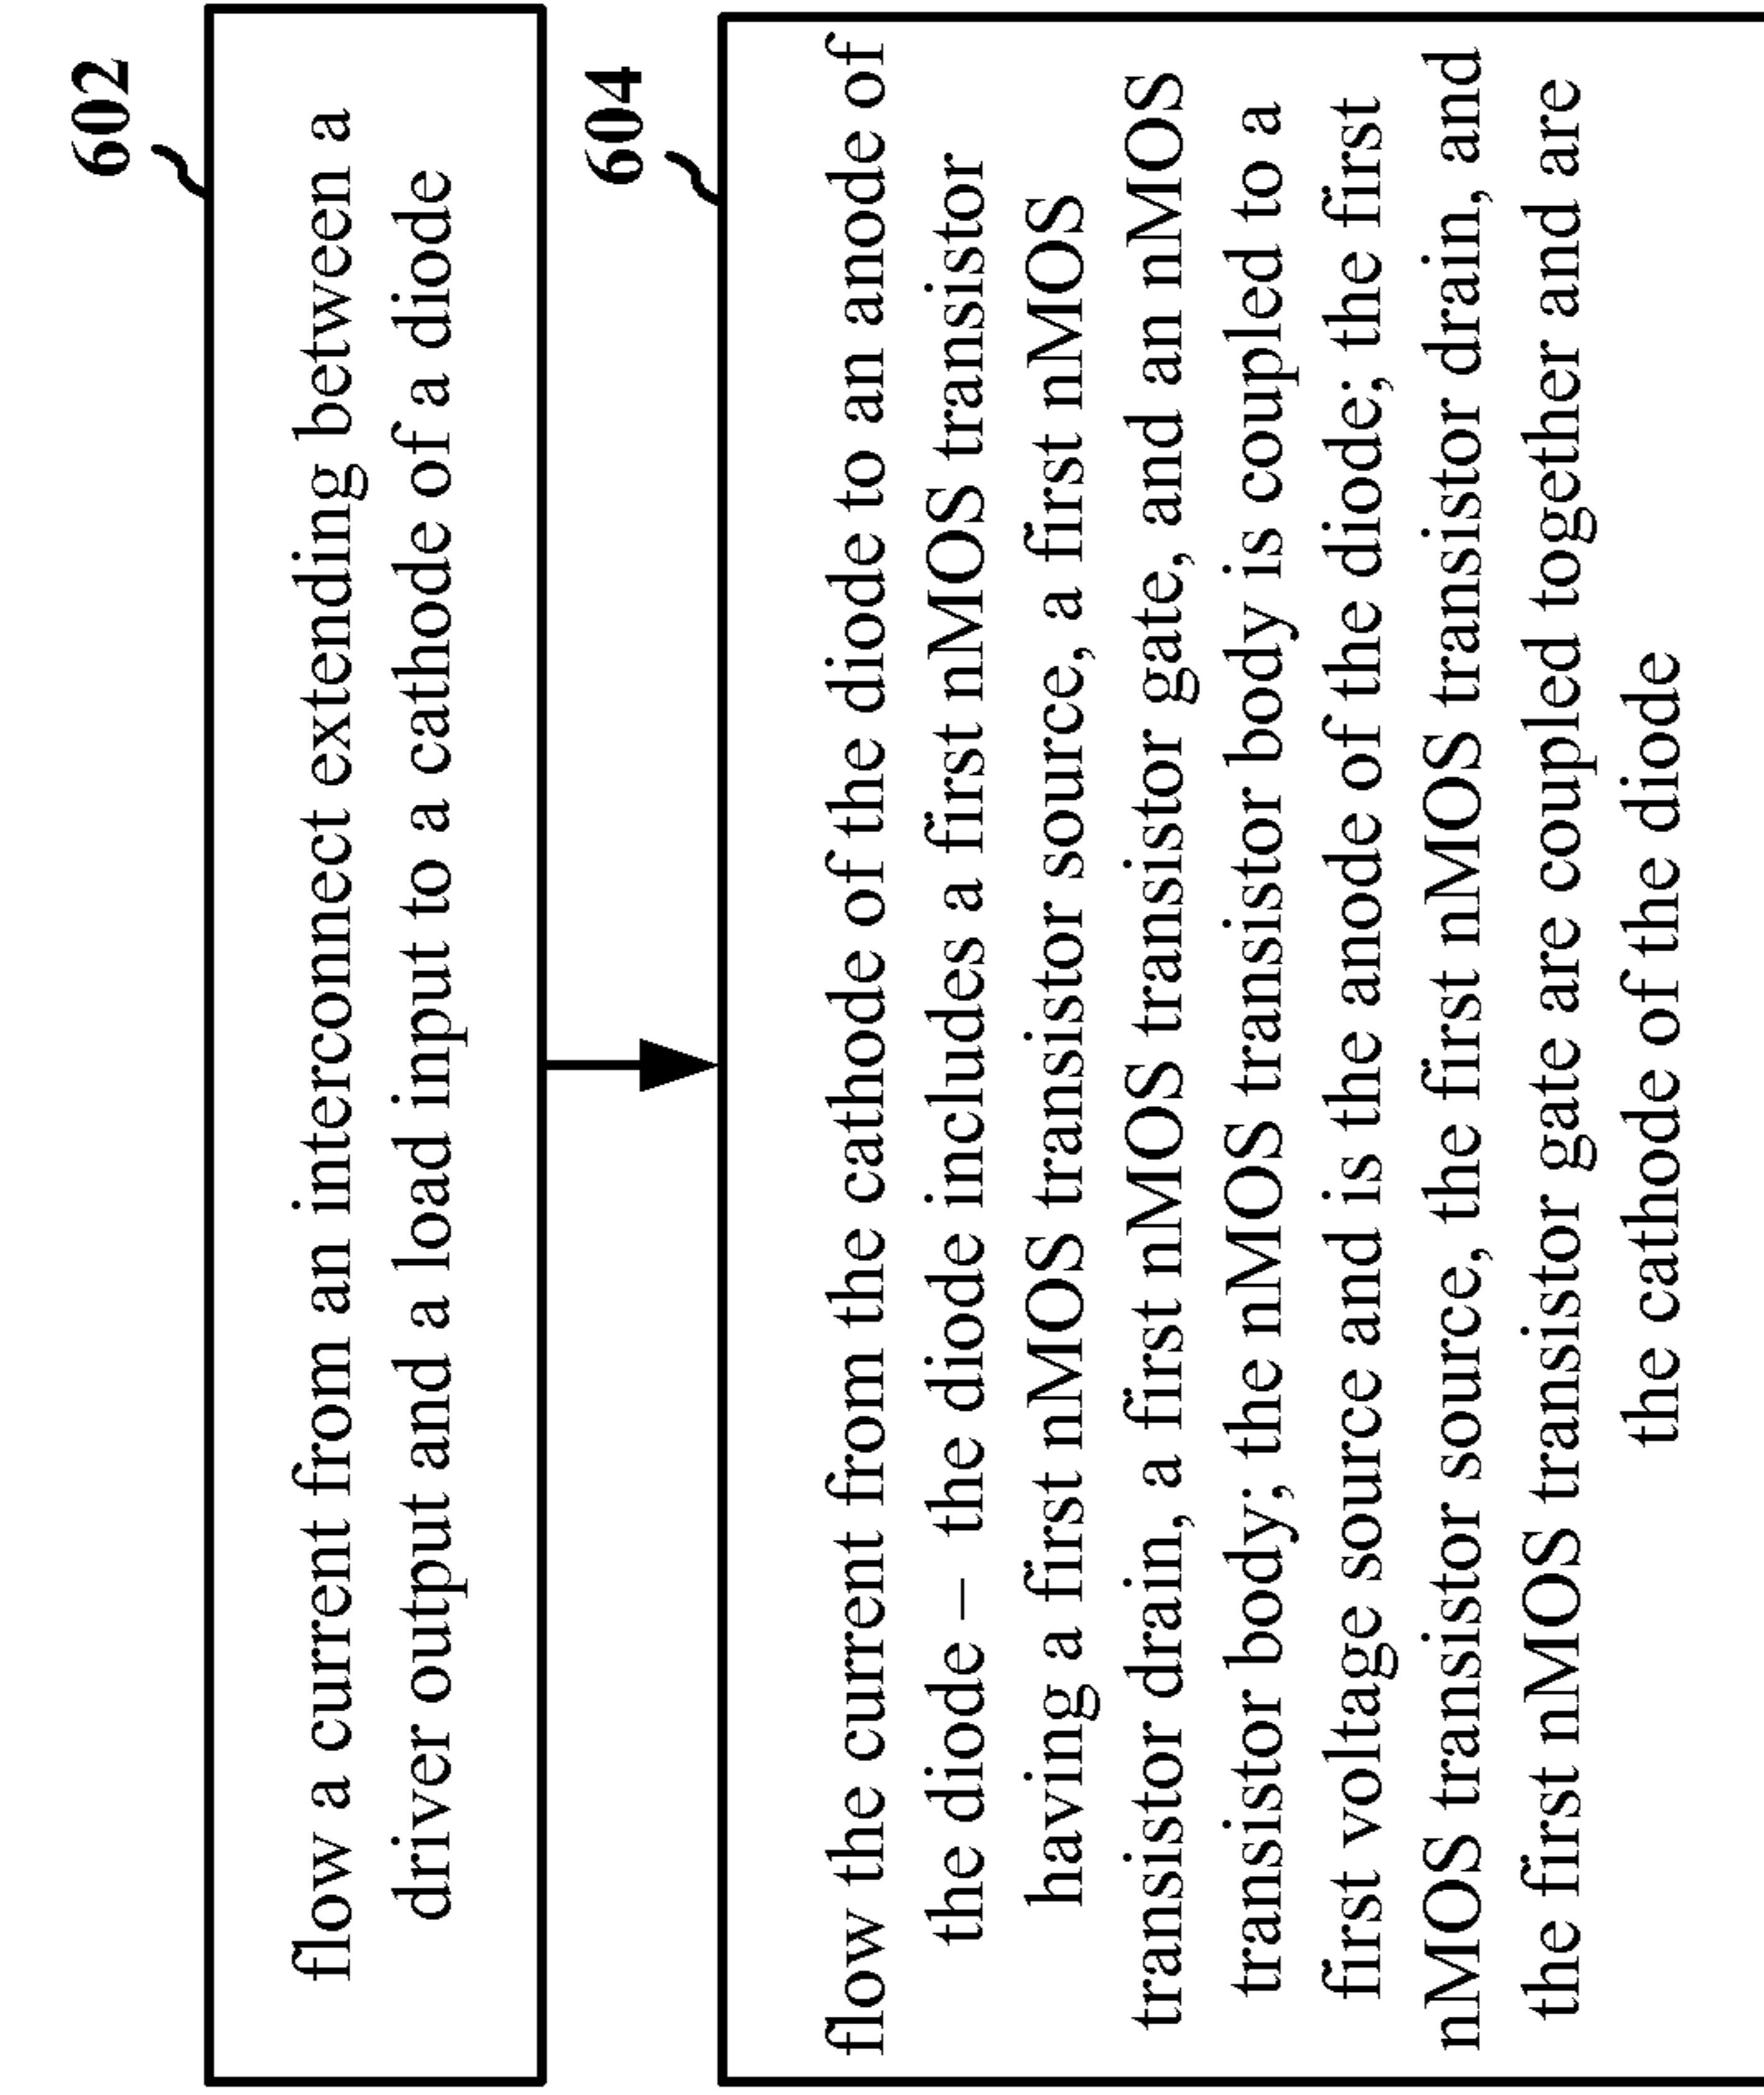 602
flow a current from an interconnect extending between a
driver output and a load input to a cathode of a diode
604
flow the current from the cathode of the diode to an anode of
the diode – the diode includes a first nMOS transistor
having a first nMOS transistor source, a first nMOS
transistor drain, a first nMOS transistor gate, and an nMOS
transistor body; the nMOS transistor body is coupled to a
first voltage source and is the anode of the diode; the first
nMOS transistor source, the first nMOS transistor drain, and
the first nMOS transistor gate are coupled together and are
the cathode of the diode